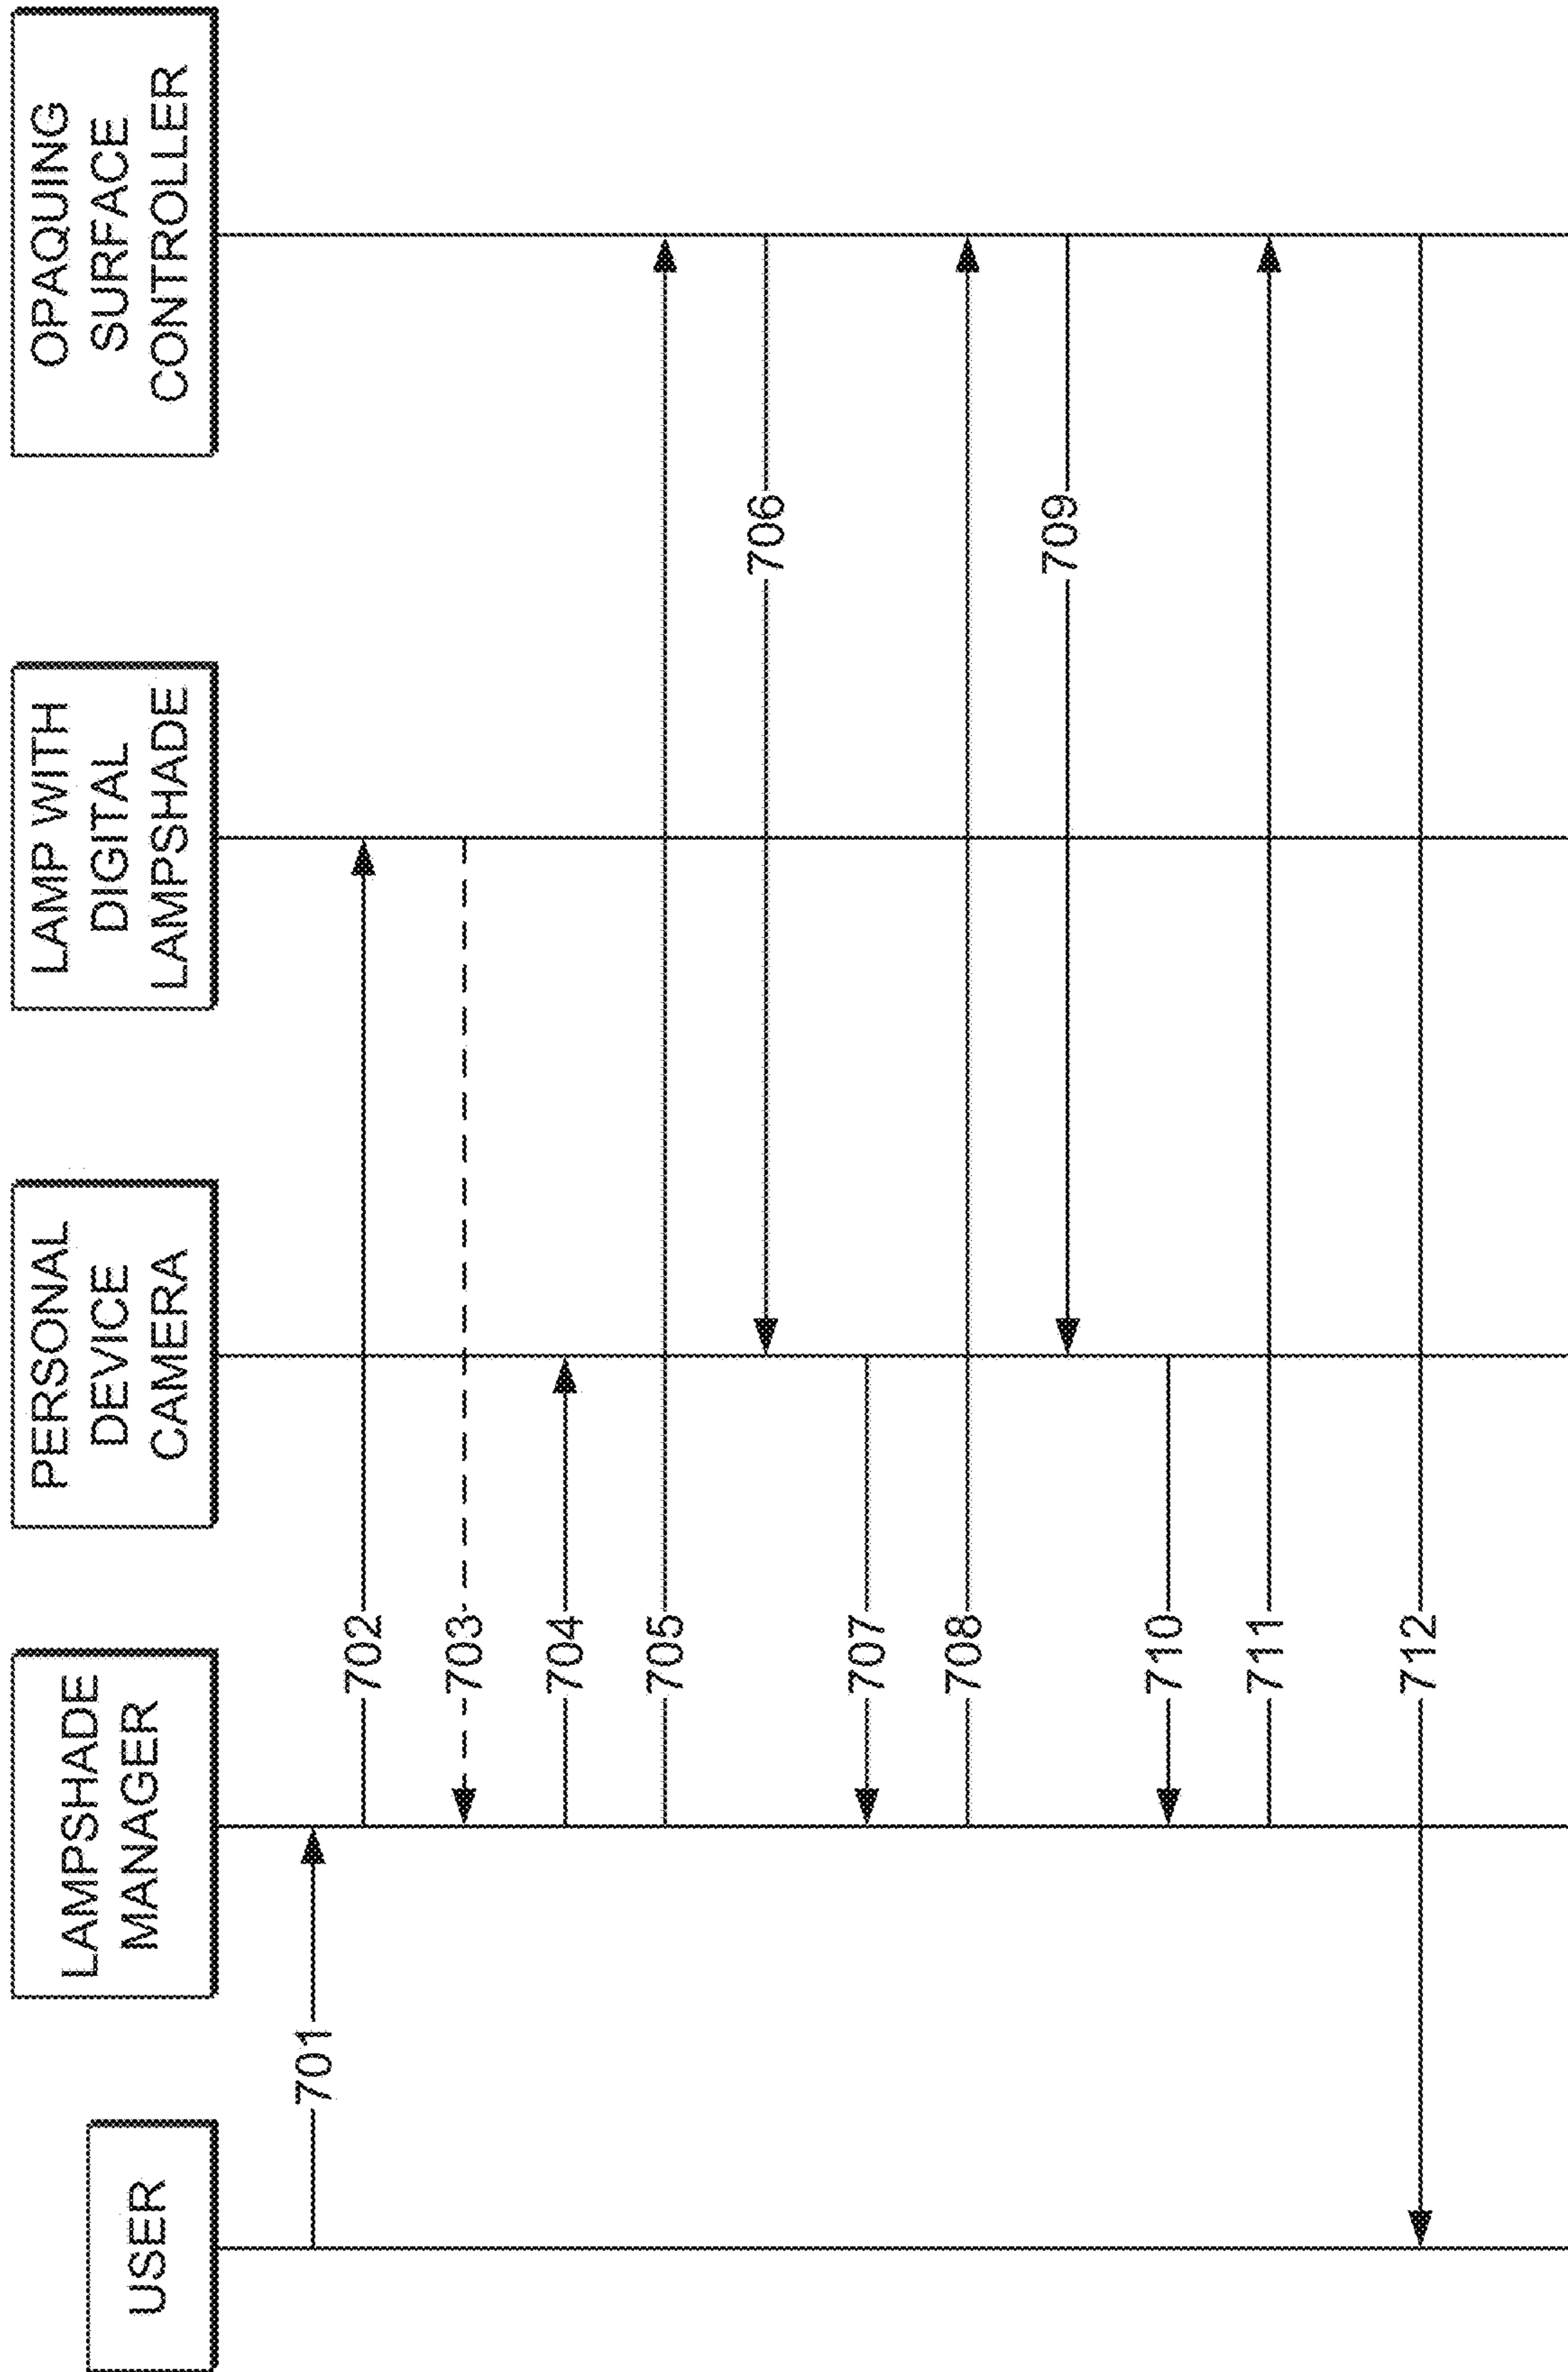 USER
LAMPSHADE
MANAGER
PERSONAL
DEVICE
CAMERA
LAMP WITH
DIGITAL
LAMPSHADE
OPAQUING
SURFACE
CONTROLLER
701
702
703
704
705
706
707
708
709
710
711
712